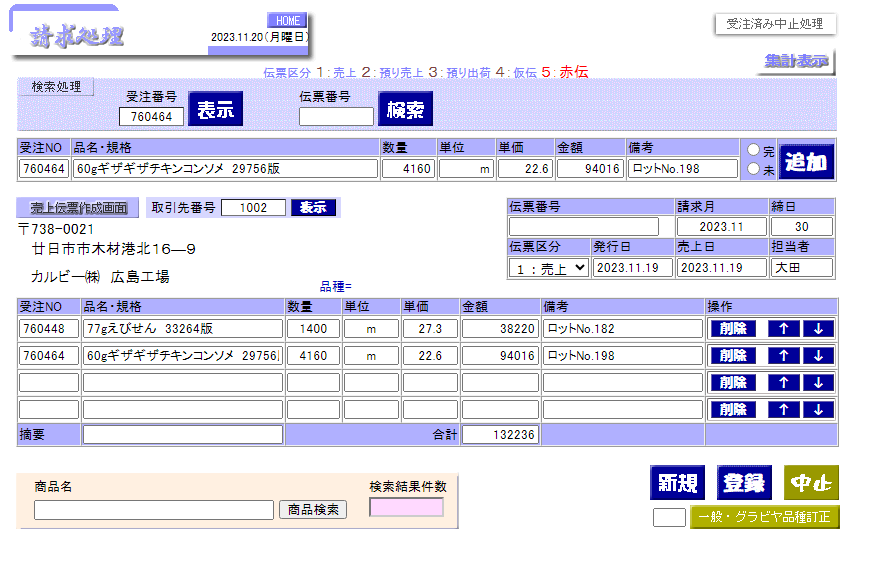 請求処理
HOME
2023.11.20(月曜日)
受注済み中止処理
集計表示
伝票区分 1:売上 2:預り売上 3:預り出荷 4:仮伝 5:赤伝
検索処理
受注番号 760464 表示 伝票番号 検索
受注NO 品名・規格 数量 単位 単価 金額 備考
760464 60gギザギザチキンコンソメ 29756版 4160 m 22.6 94016 ロットNo.198
完
未
追加
売上伝票作成画面 取引先番号 1002 表示
〒738-0021
廿日市市木材港北16―9
カルビー㈱ 広島工場
品種=
伝票番号 請求月 締日
2023.11 30
伝票区分 発行日 売上日 担当者
1:売上 2023.11.19 2023.11.19 大田
受注NO 品名・規格 数量 単位 単価 金額 備考 操作
760448 77gえびせん 33264版 1400 m 27.3 38220 ロットNo.182 削除 ↑ ↓
760464 60gギザギザチキンコンソメ 29756 4160 m 22.6 94016 ロットNo.198 削除 ↑ ↓
削除 ↑ ↓
削除 ↑ ↓
摘要 合計 132236
商品名 検索結果件数
商品検索
新規 登録 中止
一般・グラビヤ品種訂正